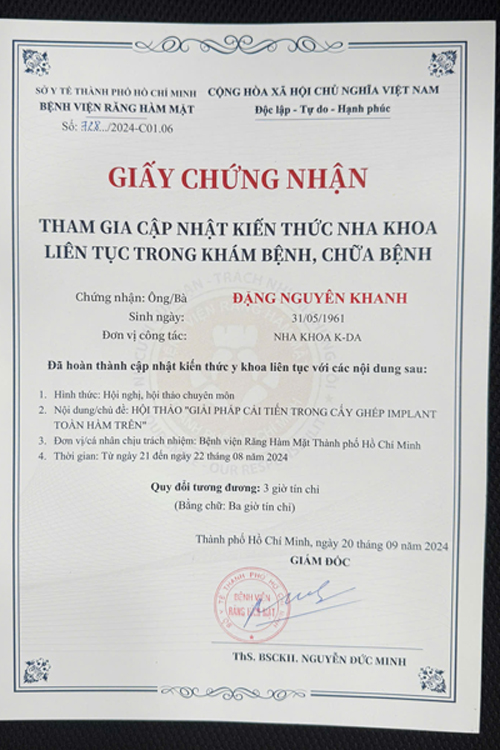 SỞ Y TẾ THÀNH PHỐ HỒ CHÍ MINH
BỆNH VIỆN RĂNG HÀM MẶT
Số: 728.../2024-C01.06
CỘNG HÒA XÃ HỘI CHỦ NGHĨA VIỆT NAM
Độc lập - Tự do - Hạnh phúc
GIẤY CHỨNG NHẬN
THAM GIA CẬP NHẬT KIẾN THỨC NHA KHOA
LIÊN TỤC TRONG KHÁM BỆNH, CHỮA BỆNH
Chứng nhận: Ông/Bà ĐẶNG NGUYÊN KHANH
Sinh ngày: 31/05/1961
Đơn vị công tác: NHA KHOA K-DA
Đã hoàn thành cập nhật kiến thức y khoa liên tục với các nội dung sau:
1. Hình thức: Hội nghị, hội thảo chuyên môn
2. Nội dung/chủ đề: HỘI THẢO "GIẢI PHÁP CẢI TIẾN TRONG CẤY GHÉP IMPLANT
TOÀN HÀM TRÊN"
3. Đơn vị/cá nhân chịu trách nhiệm: Bệnh viện Răng Hàm Mặt Thành phố Hồ Chí Minh
4. Thời gian: Từ ngày 21 đến ngày 22 tháng 08 năm 2024
Quy đổi tương đương: 3 giờ tín chỉ
(Bằng chữ: Ba giờ tín chỉ)
Thành phố Hồ Chí Minh, ngày 20 tháng 09 năm 2024
GIÁM ĐỐC
BỆNH VIỆN
RĂNG HÀM MẶT
ThS. BSCKII. NGUYỄN ĐỨC MINH